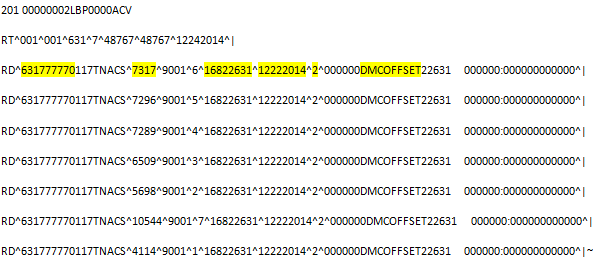 201 00000002LBP0000ACV
RT^001^001^631^7^48767^48767^12242014^|
RD^631777770117TNACS^7317^9001^6^16822631^12222014^2^000000DMCOFFSET22631    000000:000000000000^|
RD^631777770117TNACS^7296^9001^5^16822631^12222014^2^000000DMCOFFSET22631    000000:000000000000^|
RD^631777770117TNACS^7289^9001^4^16822631^12222014^2^000000DMCOFFSET22631    000000:000000000000^|
RD^631777770117TNACS^6509^9001^3^16822631^12222014^2^000000DMCOFFSET22631    000000:000000000000^|
RD^631777770117TNACS^5698^9001^2^16822631^12222014^2^000000DMCOFFSET22631    000000:000000000000^|
RD^631777770117TNACS^10544^9001^7^16822631^12222014^2^000000DMCOFFSET22631    000000:000000000000^|
RD^631777770117TNACS^4114^9001^1^16822631^12222014^2^000000DMCOFFSET22631    000000:000000000000^|~